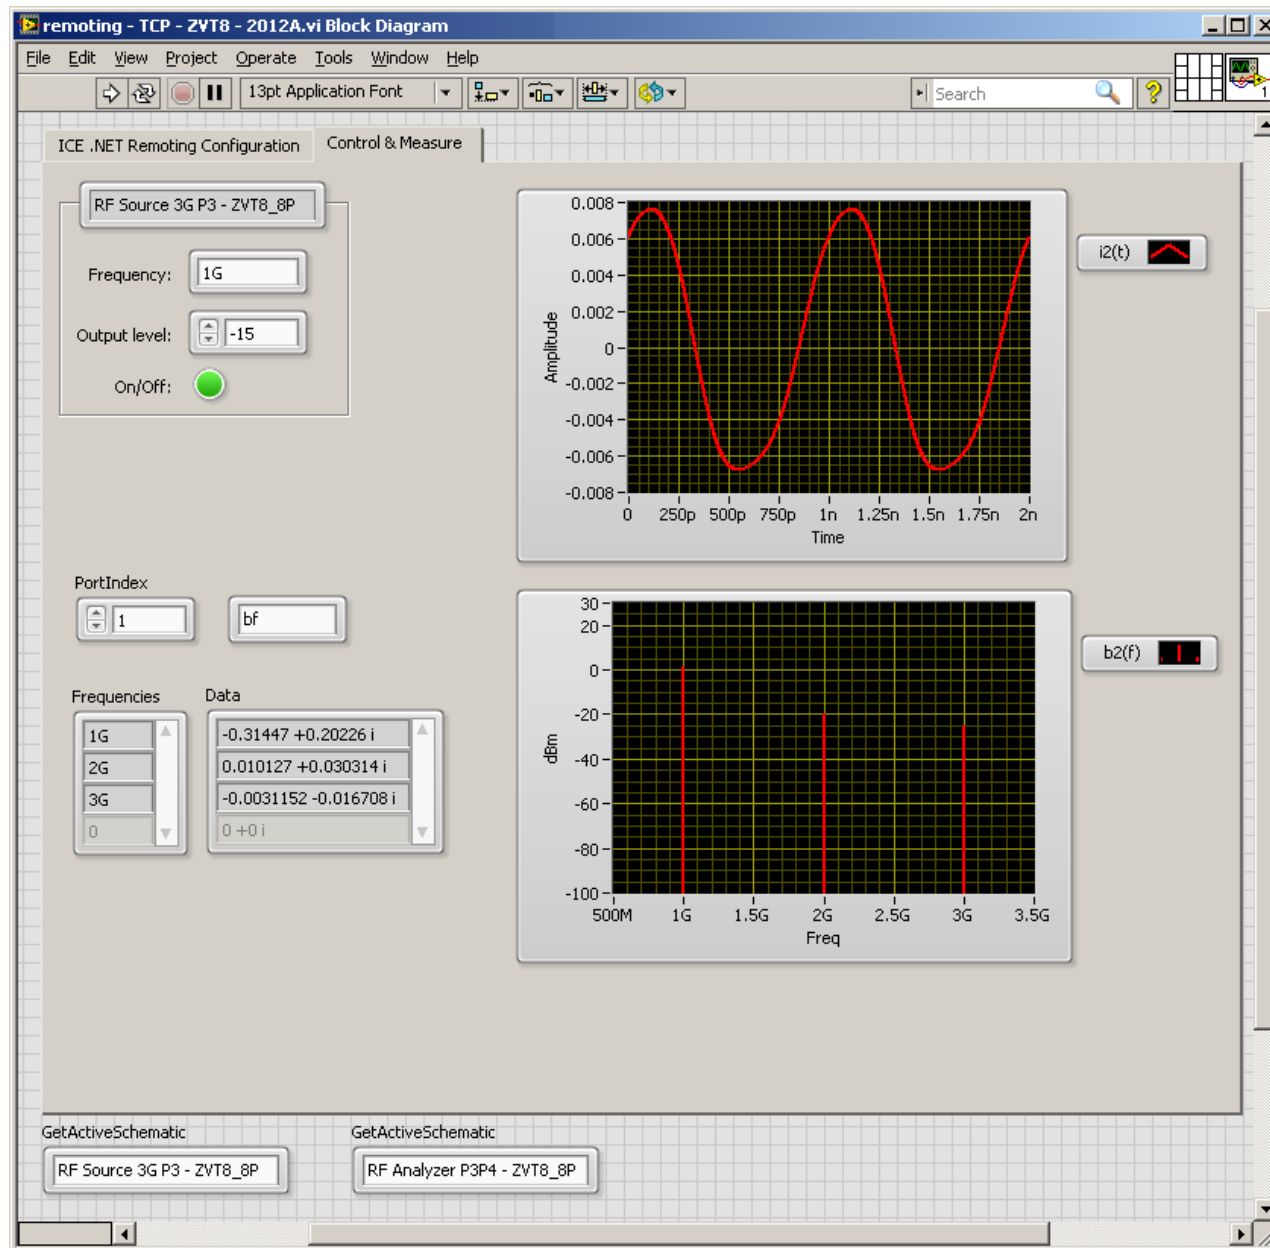 remoting - TCP - ZVT8 - 2012A.vi Block Diagram
File Edit View Project Operate Tools Window Help
13pt Application Font
Search
1
ICE .NET Remoting Configuration
Control & Measure
RF Source 3G P3 - ZVT8_8P
Frequency:
1G
Output level:
-15
On/Off:
0.008
0.006
0.004
0.002
0
-0.002
-0.004
-0.006
-0.008
Amplitude
0 250p 500p 750p 1n 1.25n 1.5n 1.75n 2n
Time
i2(t)
PortIndex
1
bf
Frequencies
1G
2G
3G
0
Data
-0.31447 +0.20226 i
0.010127 +0.030314 i
-0.0031152 -0.016708 i
0 +0 i
30
20
0
-20
-40
-60
-80
-100
dBm
500M 1G 1.5G 2G 2.5G 3G 3.5G
Freq
b2(f)
GetActiveSchematic
RF Source 3G P3 - ZVT8_8P
GetActiveSchematic
RF Analyzer P3P4 - ZVT8_8P